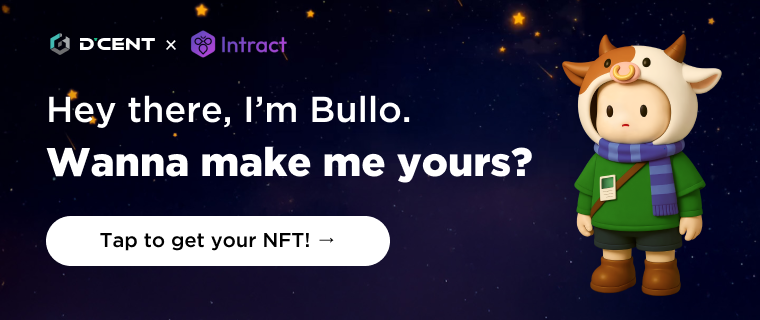 D'CENT × Intract
Hey there, I’m Bullo.
Wanna make me yours?
Tap to get your NFT! →